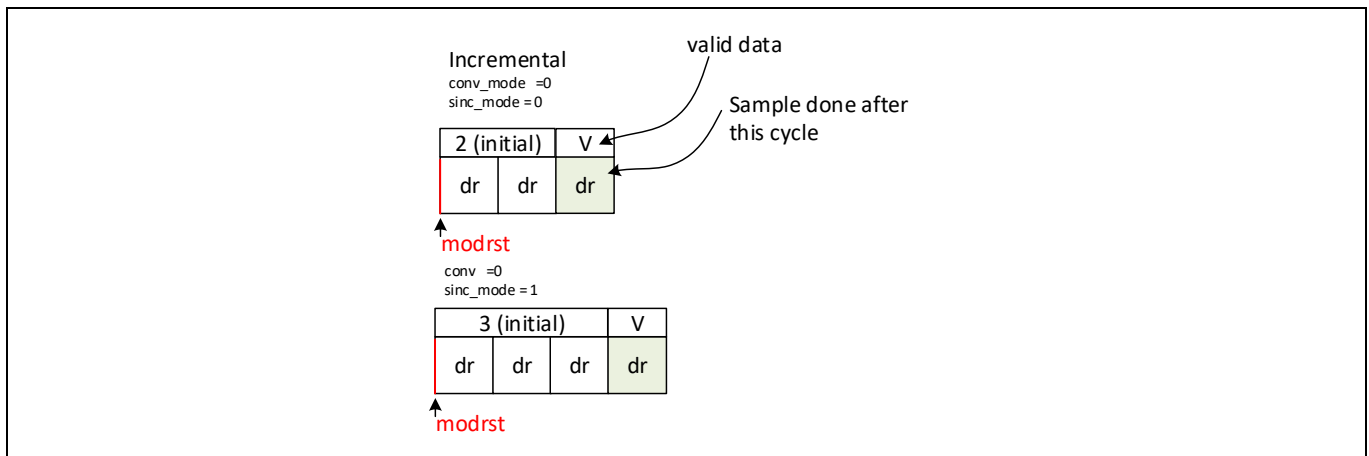 Incremental
conv_mode =0
sinc_mode = 0
valid data
Sample done after
this cycle
2 (initial) V
dr dr dr
modrst
conv =0
sinc_mode = 1
3 (initial) V
dr dr dr dr
modrst